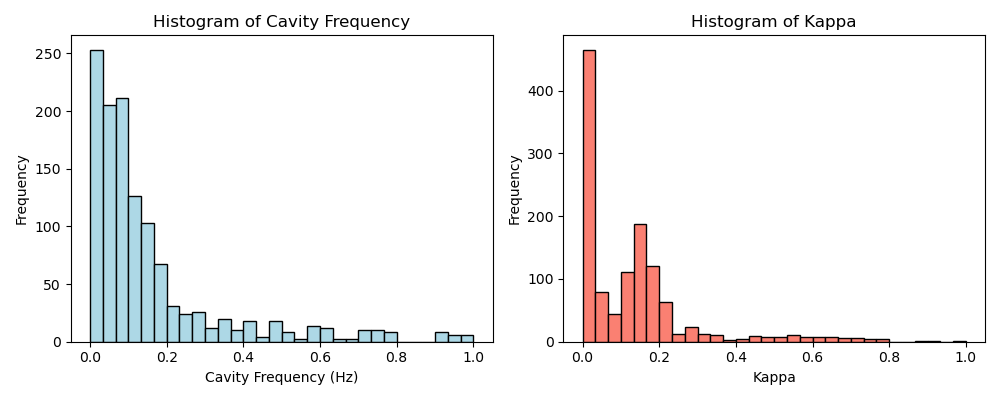 Histogram of Cavity Frequency
Frequency
250
200
150
100
50
0
0.0 0.2 0.4 0.6 0.8 1.0
Cavity Frequency (Hz)
Histogram of Kappa
Frequency
400
300
200
100
0
0.0 0.2 0.4 0.6 0.8 1.0
Kappa